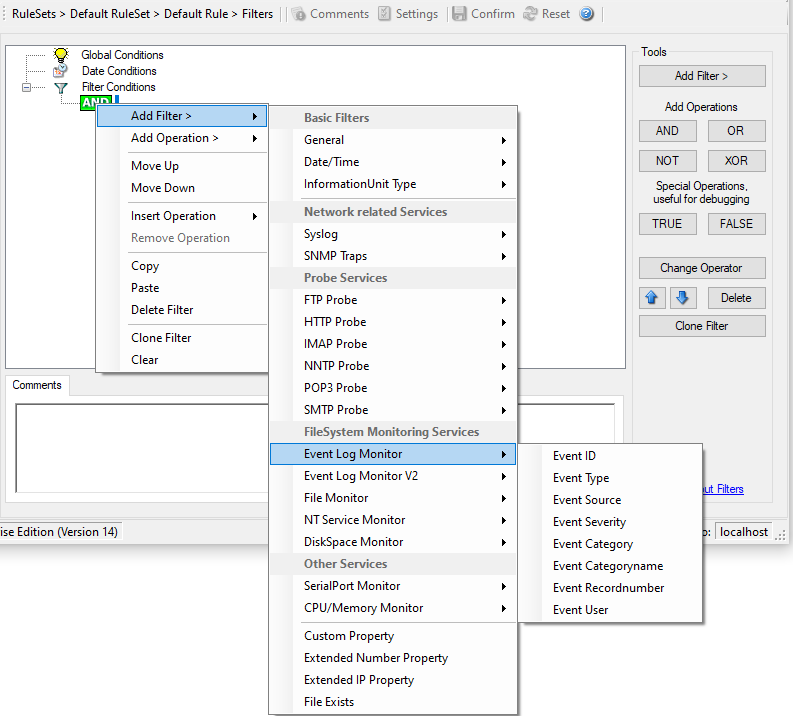 RuleSets > Default RuleSet > Default Rule > Filters Comments Settings Confirm Reset ?
Global Conditions
Date Conditions
Filter Conditions
AND
Add Filter >
Add Operation >
Move Up
Move Down
Insert Operation
Remove Operation
Copy
Paste
Delete Filter
Clone Filter
Clear
Basic Filters
General
Date/Time
InformationUnit Type
Network related Services
Syslog
SNMP Traps
Probe Services
FTP Probe
HTTP Probe
IMAP Probe
NNTP Probe
POP3 Probe
SMTP Probe
FileSystem Monitoring Services
Event Log Monitor
Event Log Monitor V2
File Monitor
NT Service Monitor
DiskSpace Monitor
Other Services
SerialPort Monitor
CPU/Memory Monitor
Custom Property
Extended Number Property
Extended IP Property
File Exists
Event ID
Event Type
Event Source
Event Severity
Event Category
Event Categoryname
Event Recordnumber
Event User
Tools
Add Filter >
Add Operations
AND OR
NOT XOR
Special Operations,
useful for debugging
TRUE FALSE
Change Operator
Delete
Clone Filter
Comments
Filters
ise Edition (Version 14)
localhost